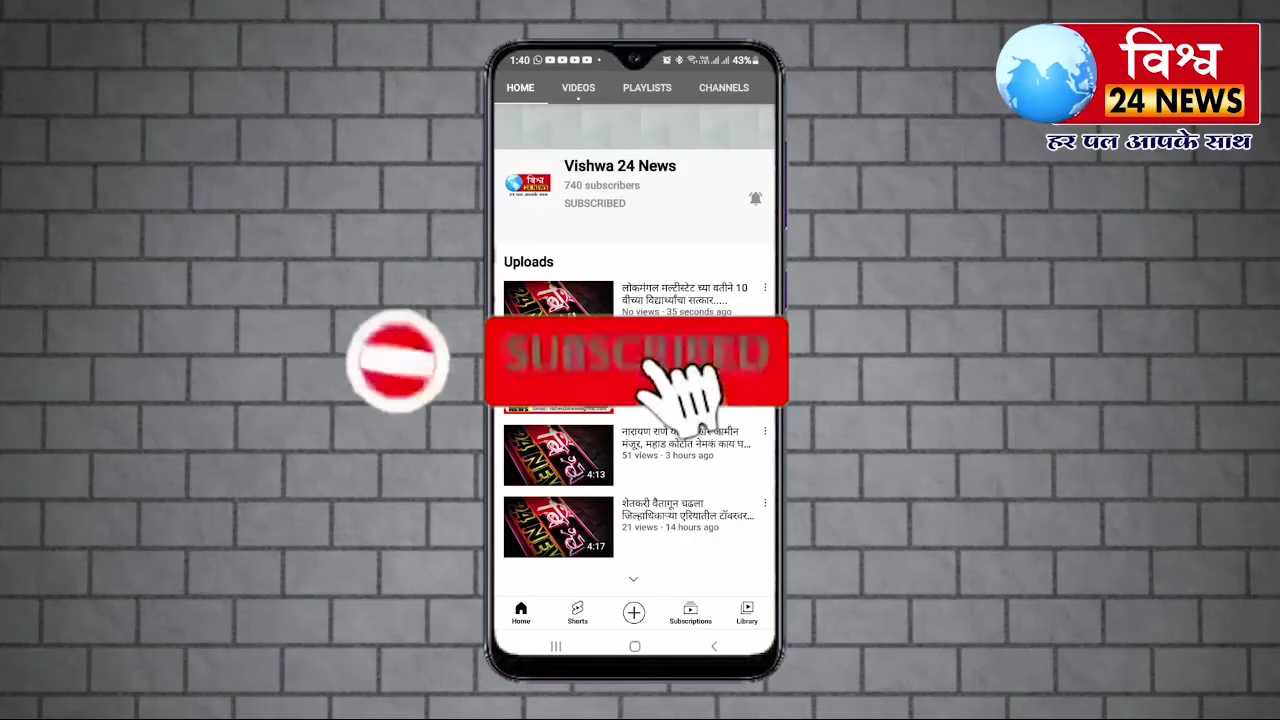 विश्व
24 NEWS
हर पल आपके साथ
1:40
43%
HOME VIDEOS PLAYLISTS CHANNELS
Vishwa 24 News
740 subscribers
SUBSCRIBED
Uploads
लोकमंगल मल्टीस्टेट च्या वतीने 10
वीच्या विद्यार्थ्यांचा सत्कार.....
No views · 35 seconds ago
SUBSCRIBED
नारायण राणे
जामीन
मंजूर, महाड कोर्टात नेमकं काय घ...
51 views · 3 hours ago
4:13
शेतकरी वैतागून चढला
जिल्हाधिकाऱ्या एरियातील टॉवरवर...
21 views · 14 hours ago
4:17
Home Shorts Subscriptions Library